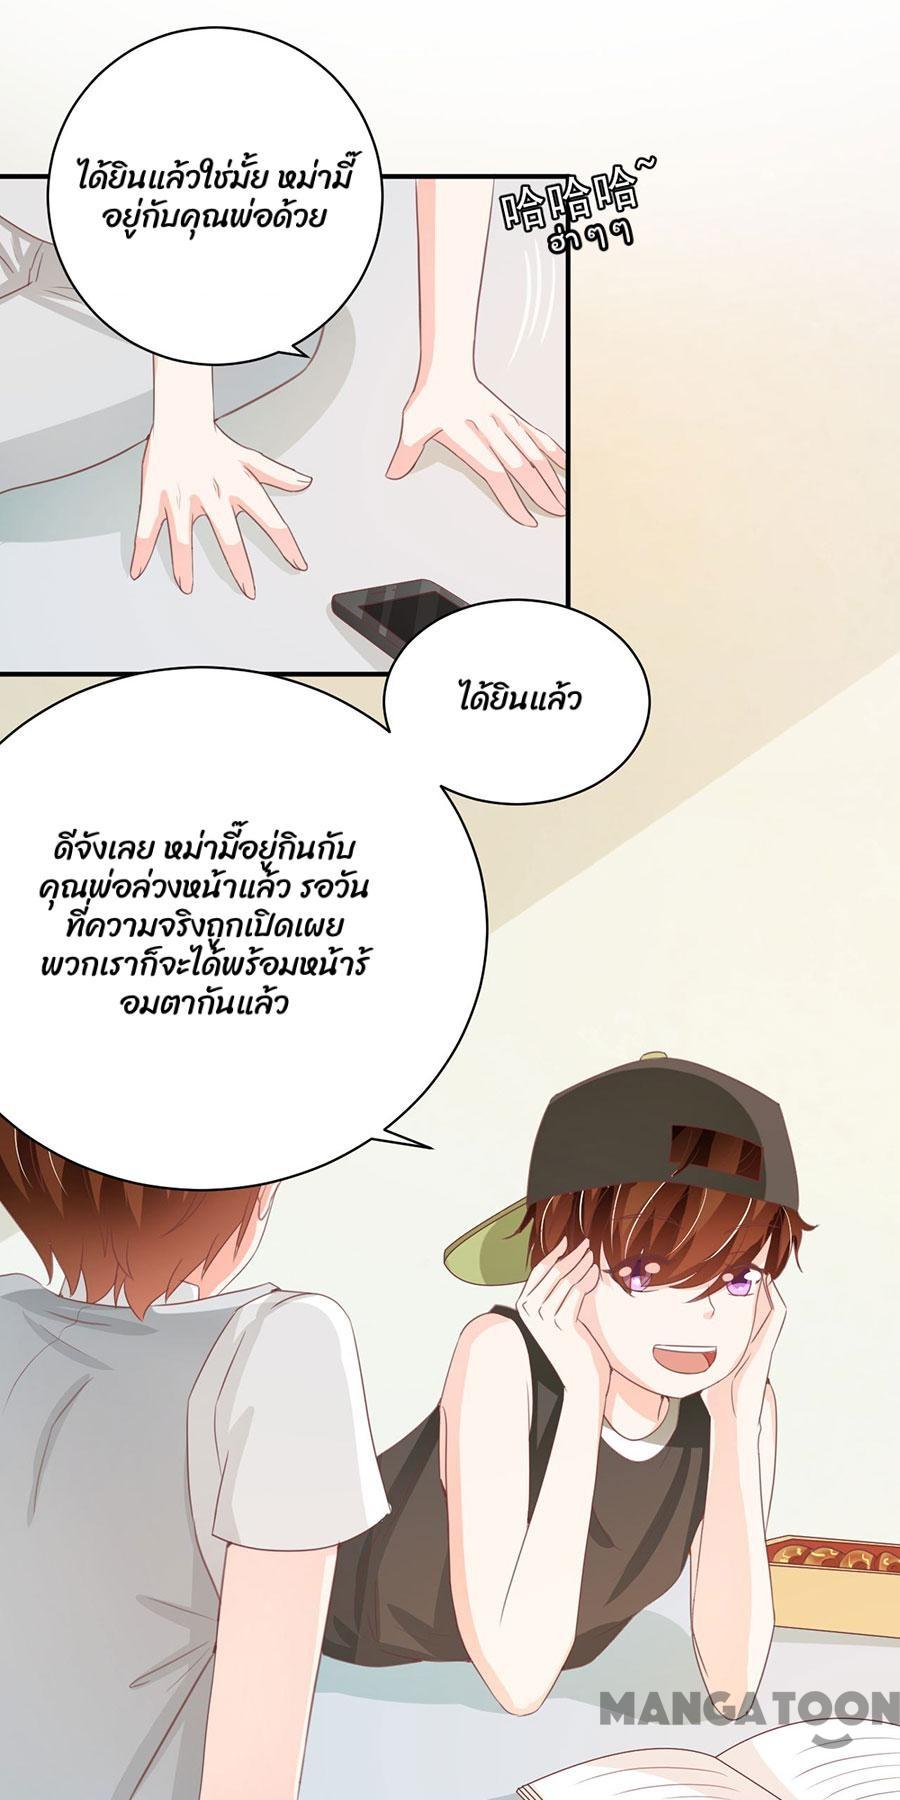 ได้ยินแล้วใช่มั้ย หม่ามี๊
อยู่กับคุณพ่อด้วย
哈哈哈~
ฮ่าๆๆ
ได้ยินแล้ว
ดีจังเลย หม่ามี๊อยู่กินกับ
คุณพ่อล่วงหน้าแล้ว รอวัน
ที่ความจริงถูกเปิดเผย
พวกเราก็จะได้พร้อมหน้าร้
อมตากันแล้ว
MANGATOON